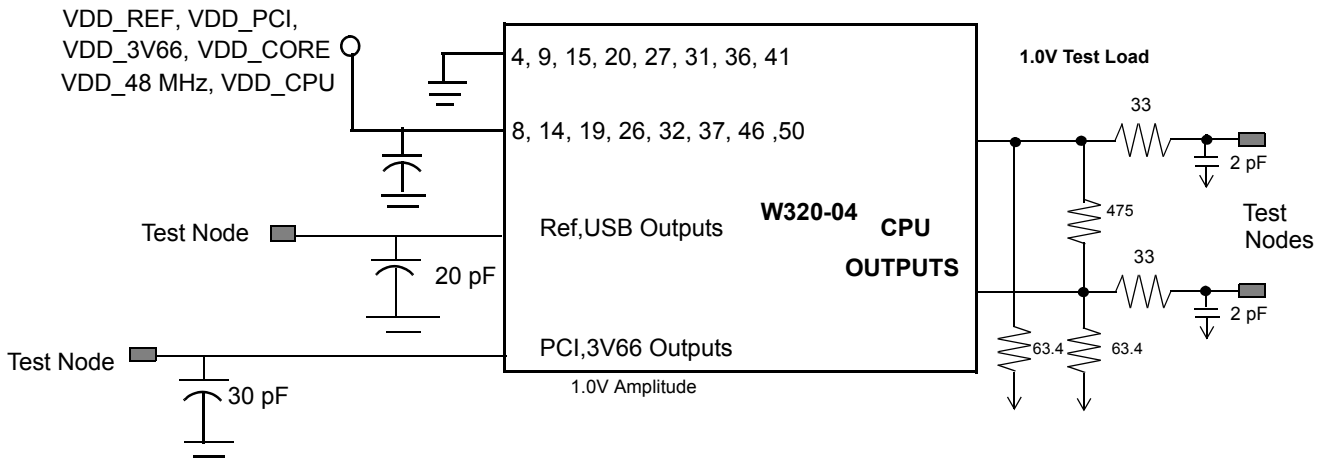 VDD_REF, VDD_PCI,
VDD_3V66, VDD_CORE
VDD_48 MHz, VDD_CPU
4, 9, 15, 20, 27, 31, 36, 41
8, 14, 19, 26, 32, 37, 46 ,50
1.0V Test Load
33
2 pF
475
Test
Nodes
33
2 pF
63.4
63.4
W320-04
CPU
OUTPUTS
Test Node
Ref,USB Outputs
20 pF
Test Node
PCI,3V66 Outputs
30 pF
1.0V Amplitude